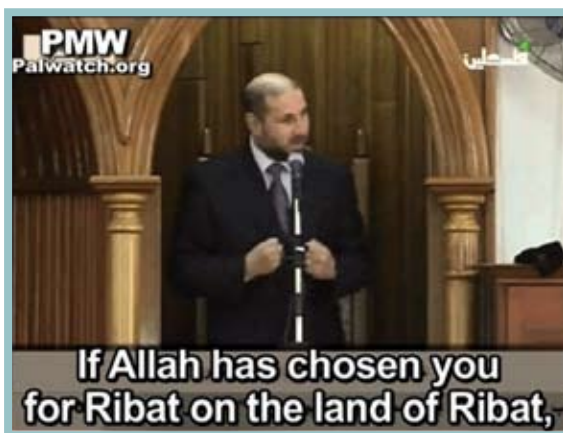 PMW
Palwatch.org
فلسطين
If Allah has chosen you
for Ribat on the land of Ribat,